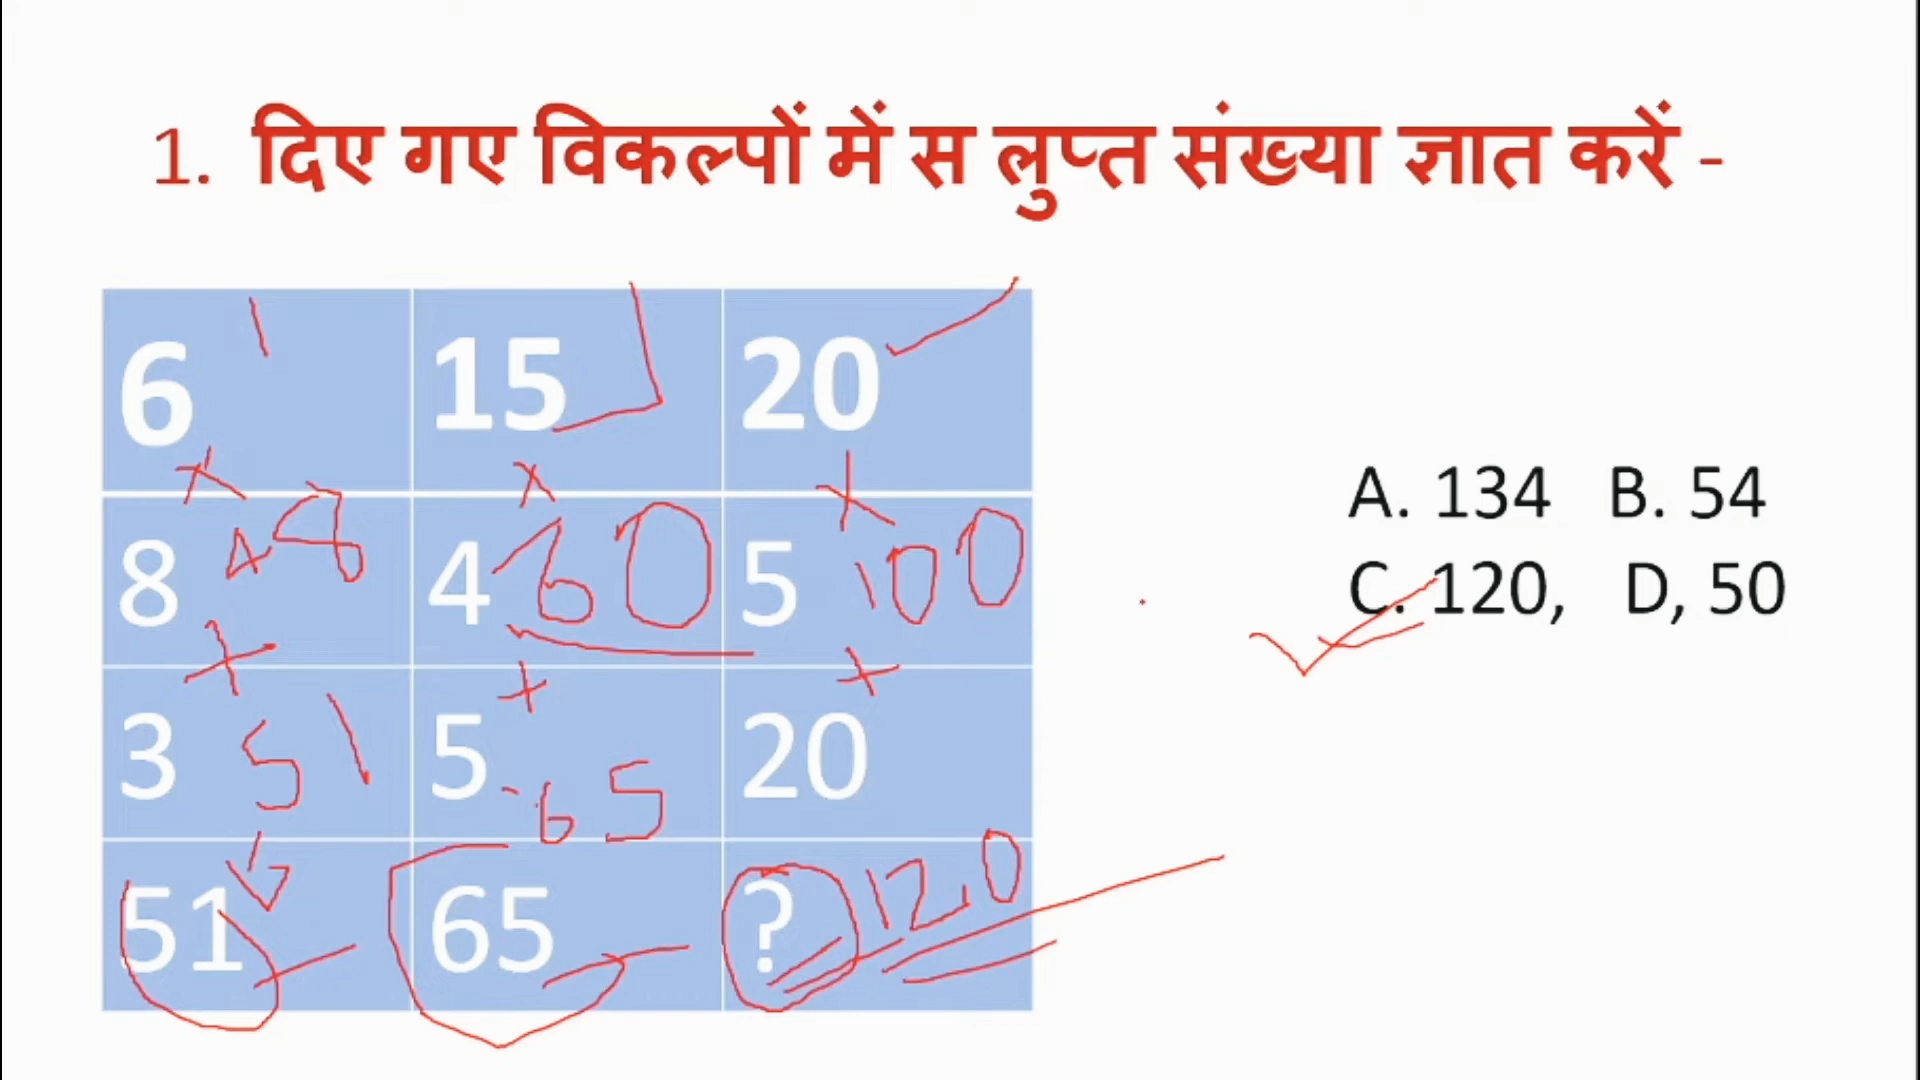 1. दिए गए विकल्पों में स लुप्त संख्या ज्ञात करें -
6 15 20
8 48 4 60 5 100
3 51 5 65 20
51 65 ? 120
A. 134 B. 54
C. 120, D, 50